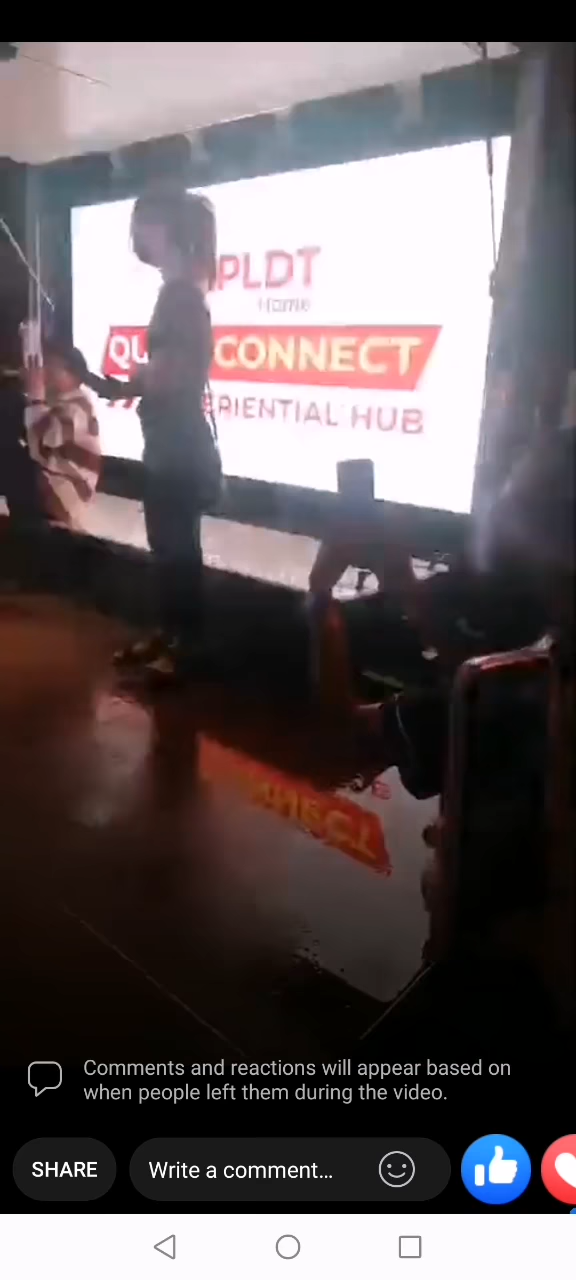 PLDT
Home
QU CONNECT
ERIENTIAL HUB
Comments and reactions will appear based on
when people left them during the video.
SHARE
Write a comment...